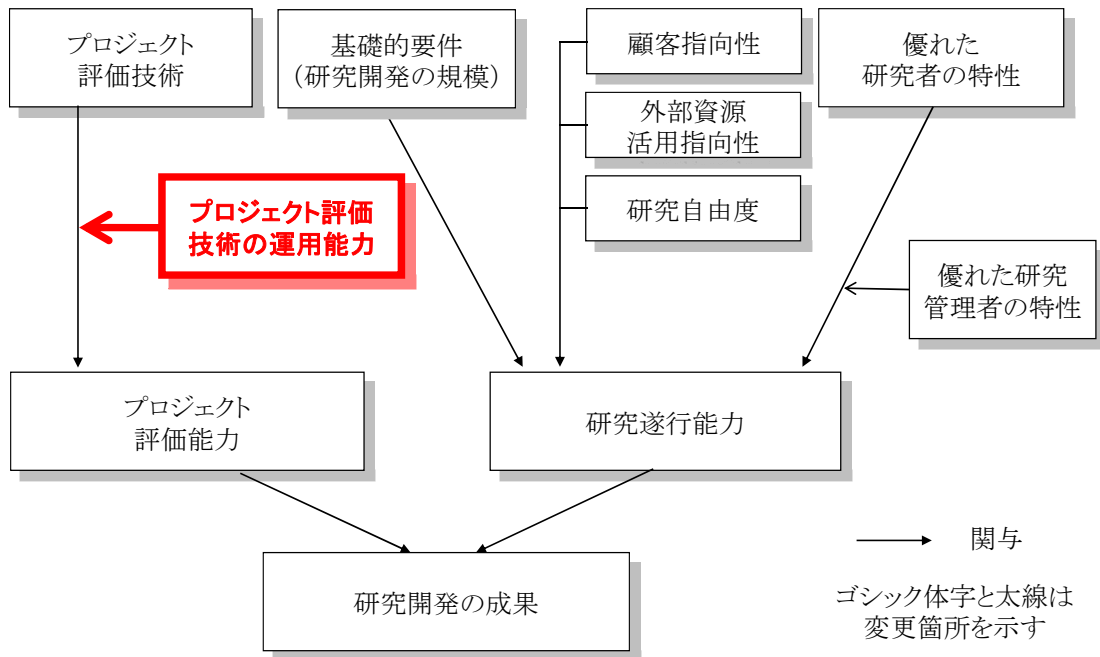 プロジェクト
評価技術
基礎的要件
(研究開発の規模)
顧客指向性
外部資源
活用指向性
研究自由度
優れた
研究者の特性
プロジェクト評価
技術の運用能力
優れた研究
管理者の特性
プロジェクト
評価能力
研究遂行能力
研究開発の成果
関与
ゴシック体字と太線は
変更箇所を示す